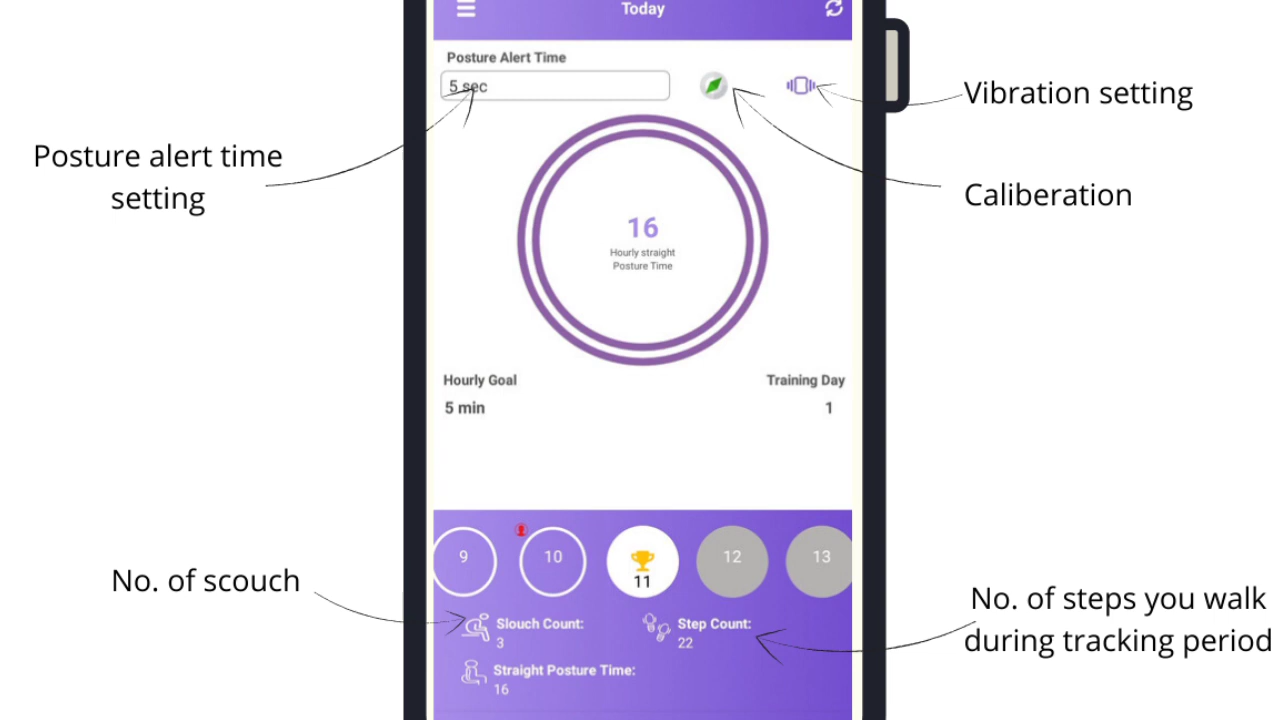 Today
Posture Alert Time
5 sec
Vibration setting
Posture alert time
setting
Caliberation
16
Hourly straight
Posture Time
Hourly Goal
Training Day
5 min
1
9
10
11
12
13
No. of scouch
No. of steps you walk
during tracking period
Slouch Count:
3
Step Count:
22
Straight Posture Time:
16